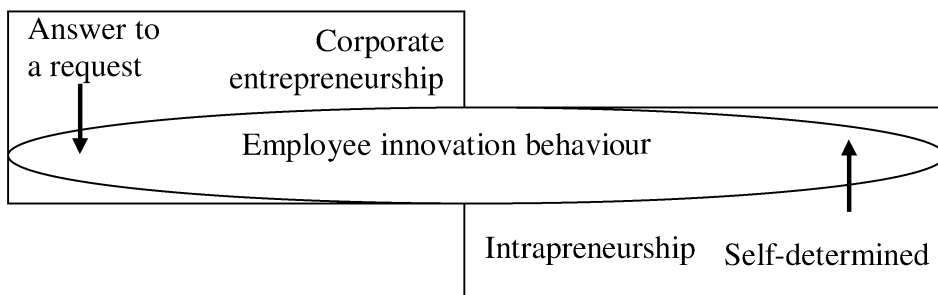 Answer to
a request
Corporate
entrepreneurship
Employee innovation behaviour
Intrapreneurship
Self-determined